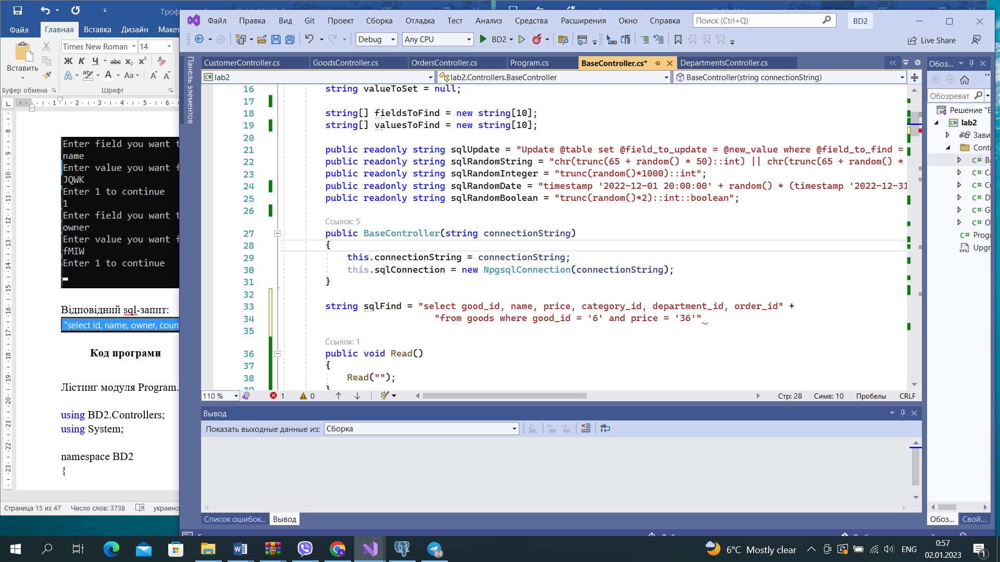 Троф
Файл
Главная
Вставка
Дизайн
Макет
Вставить
Times New Roman
14
Ж К Ч abc x₂ x²
Aa
Буфер обмена
Шрифт
Enter field you want t
name
Enter value you want f
JQWK
Enter 1 to continue
1
Enter field you want t
owner
Enter value you want f
fMIW
Enter 1 to continue
Відповідний sql-запит:
"select id, name, owner, coun
Код програми
Лістинг модуля Program.
using BD2.Controllers;
using System;
namespace BD2
{
Страница 15 из 47
Число слов: 3738
украинс
Файл
Правка
Вид
Git
Проект
Сборка
Отладка
Тест
Анализ
Средства
Расширения
Окно
Справка
Поиск (Ctrl+Q)
BD2
Debug
Any CPU
BD2
Live Share
Панель элементов
CustomerController.cs
GoodsController.cs
OrdersController.cs
Program.cs
BaseController.cs*
DepartmentsController.cs
lab2
lab2.Controllers.BaseController
BaseController(string connectionString)
16 string valueToSet = null;
17
18 string[] fieldsToFind = new string[10];
19 string[] valuesToFind = new string[10];
20
21 public readonly string sqlUpdate = "Update @table set @field_to_update = @new_value where @field_to_find =
22 public readonly string sqlRandomString = "chr(trunc(65 + random() * 50)::int) || chr(trunc(65 + random() *
23 public readonly string sqlRandomInteger = "trunc(random()*1000)::int";
24 public readonly string sqlRandomDate = "timestamp '2022-12-01 20:00:00' + random() * (timestamp '2022-12-31
25 public readonly string sqlRandomBoolean = "trunc(random()*2)::int::boolean";
26
Ссылок: 5
27 public BaseController(string connectionString)
28 {
29 this.connectionString = connectionString;
30 this.sqlConnection = new NpgsqlConnection(connectionString);
31 }
32
33 string sqlFind = "select good_id, name, price, category_id, department_id, order_id" +
34 "from goods where good_id = '6' and price = '36'"
35
Ссылок: 1
36 public void Read()
37 {
38 Read("");
39 }
110 %
1
0
Стр: 28
Симв: 10
Пробелы
CRLF
Вывод
Показать выходные данные из:
Сборка
Список ошибок...
Вывод
Обоз...
Обозреват
Решение "B
lab2
Зави
Contr
Ba
Ca
Cu
D
G
O
Progr
Upgr
Обоз...
Свой...
84
6°C Mostly clear
ENG
0:57
02.01.2023
1